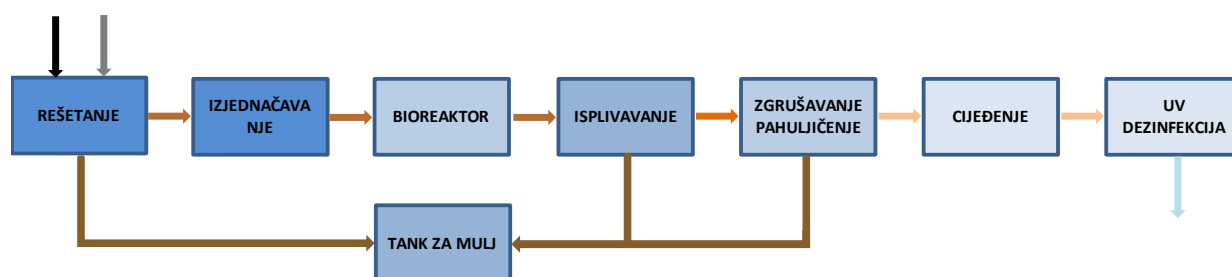 REŠETANJE
IZJEDNAČAVA
NJE
BIOREAKTOR
ISPLIVAVANJE
ZGRUŠAVANJE
PAHULJIČENJE
CIJEĐENJE
UV
DEZINFEKCIJA
TANK ZA MULJ